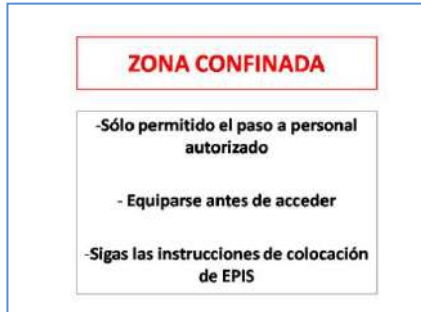 ZONA CONFINADA
-Sólo permitido el paso a personal
autorizado
- Equiparse antes de acceder
-Sigas las instrucciones de colocación
de EPIS